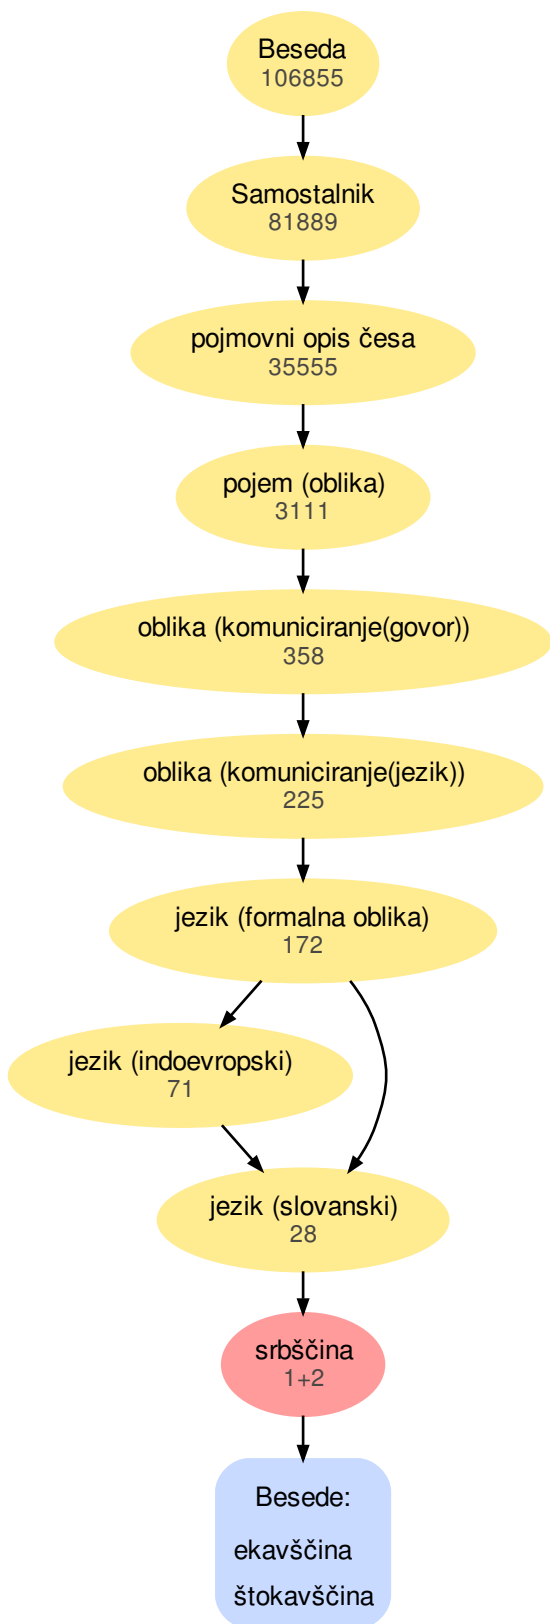 Beseda
106855
Samostalnik
81889
pojmovni opis česa
35555
pojem (oblika)
3111
oblika (komuniciranje(govor))
358
oblika (komuniciranje(jezik))
225
jezik (formalna oblika)
172
jezik (indoevropski)
71
jezik (slovanski)
28
srbščina
1+2
Besede:
ekavščina
štokavščina